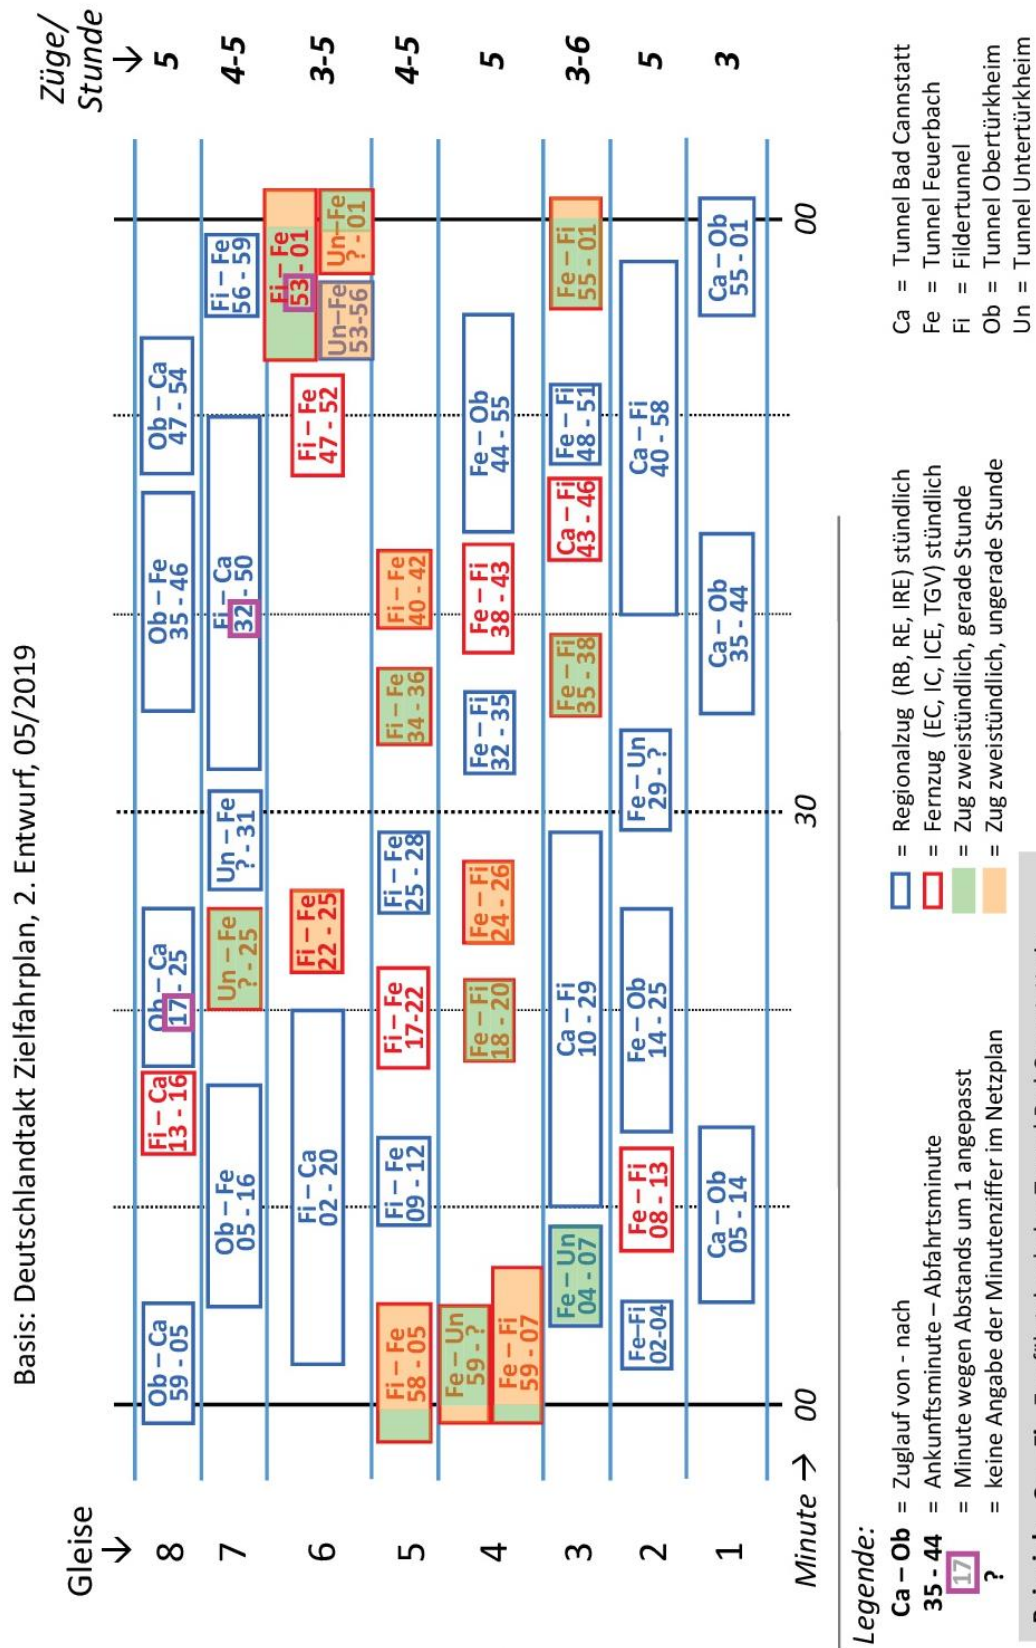 Basis: Deutschlandtakt Zielfahrplan, 2. Entwurf, 05/2019
Gleise
Züge/
Stunde
8
Ob – Ca
59 - 05
Fi – Ca
13 - 16
Ob – Ca
17 - 25
Ob – Fe
35 - 46
Ob – Ca
47 - 54
5
7
Ob – Fe
05 - 16
Un – Fe
? - 25
Un – Fe
? - 31
Fi – Ca
32 - 50
Fi – Fe
56 - 59
4-5
6
Fi – Ca
02 - 20
Fi – Fe
22 - 25
Fi – Fe
47 - 52
Fi – Fe
53 - 01
Un–Fe
53-56
Un–Fe
? - 01
3-5
5
Fi – Fe
58 - 05
Fi – Fe
09 - 12
Fi – Fe
17-22
Fi – Fe
25 - 28
Fi – Fe
34 - 36
Fi – Fe
40 - 42
4-5
4
Fe – Un
59 - ?
Fe – Fi
59 - 07
Fe – Fi
18 - 20
Fe – Fi
24 - 26
Fe – Fi
32 - 35
Fe – Fi
38 - 43
Fe – Ob
44 - 55
5
3
Fe – Un
04 - 07
Ca – Fi
10 - 29
Fe – Fi
35 - 38
Ca – Fi
43 - 46
Fe – Fi
48 - 51
Fe – Fi
55 - 01
3-6
2
Fe–Fi
02-04
Fe – Fi
08 - 13
Fe – Ob
14 - 25
Fe – Un
29 - ?
Ca – Fi
40 - 58
5
1
Ca – Ob
05 - 14
Ca – Ob
35 - 44
Ca – Ob
55 - 01
3
Minute → 00 30 00
Legende:
Ca – Ob = Zuglauf von - nach
35 - 44 = Ankunftsminute – Abfahrtsminute
17 = Minute wegen Abstands um 1 angepasst
? = keine Angabe der Minutenziffer im Netzplan
= Regionalzug (RB, RE, IRE) stündlich
= Fernzug (EC, IC, ICE, TGV) stündlich
= Zug zweistündlich, gerade Stunde
= Zug zweistündlich, ungerade Stunde
Ca = Tunnel Bad Cannstatt
Fe = Tunnel Feuerbach
Fi = Fildertunnel
Ob = Tunnel Obertürkheim
Un = Tunnel Untertürkheim